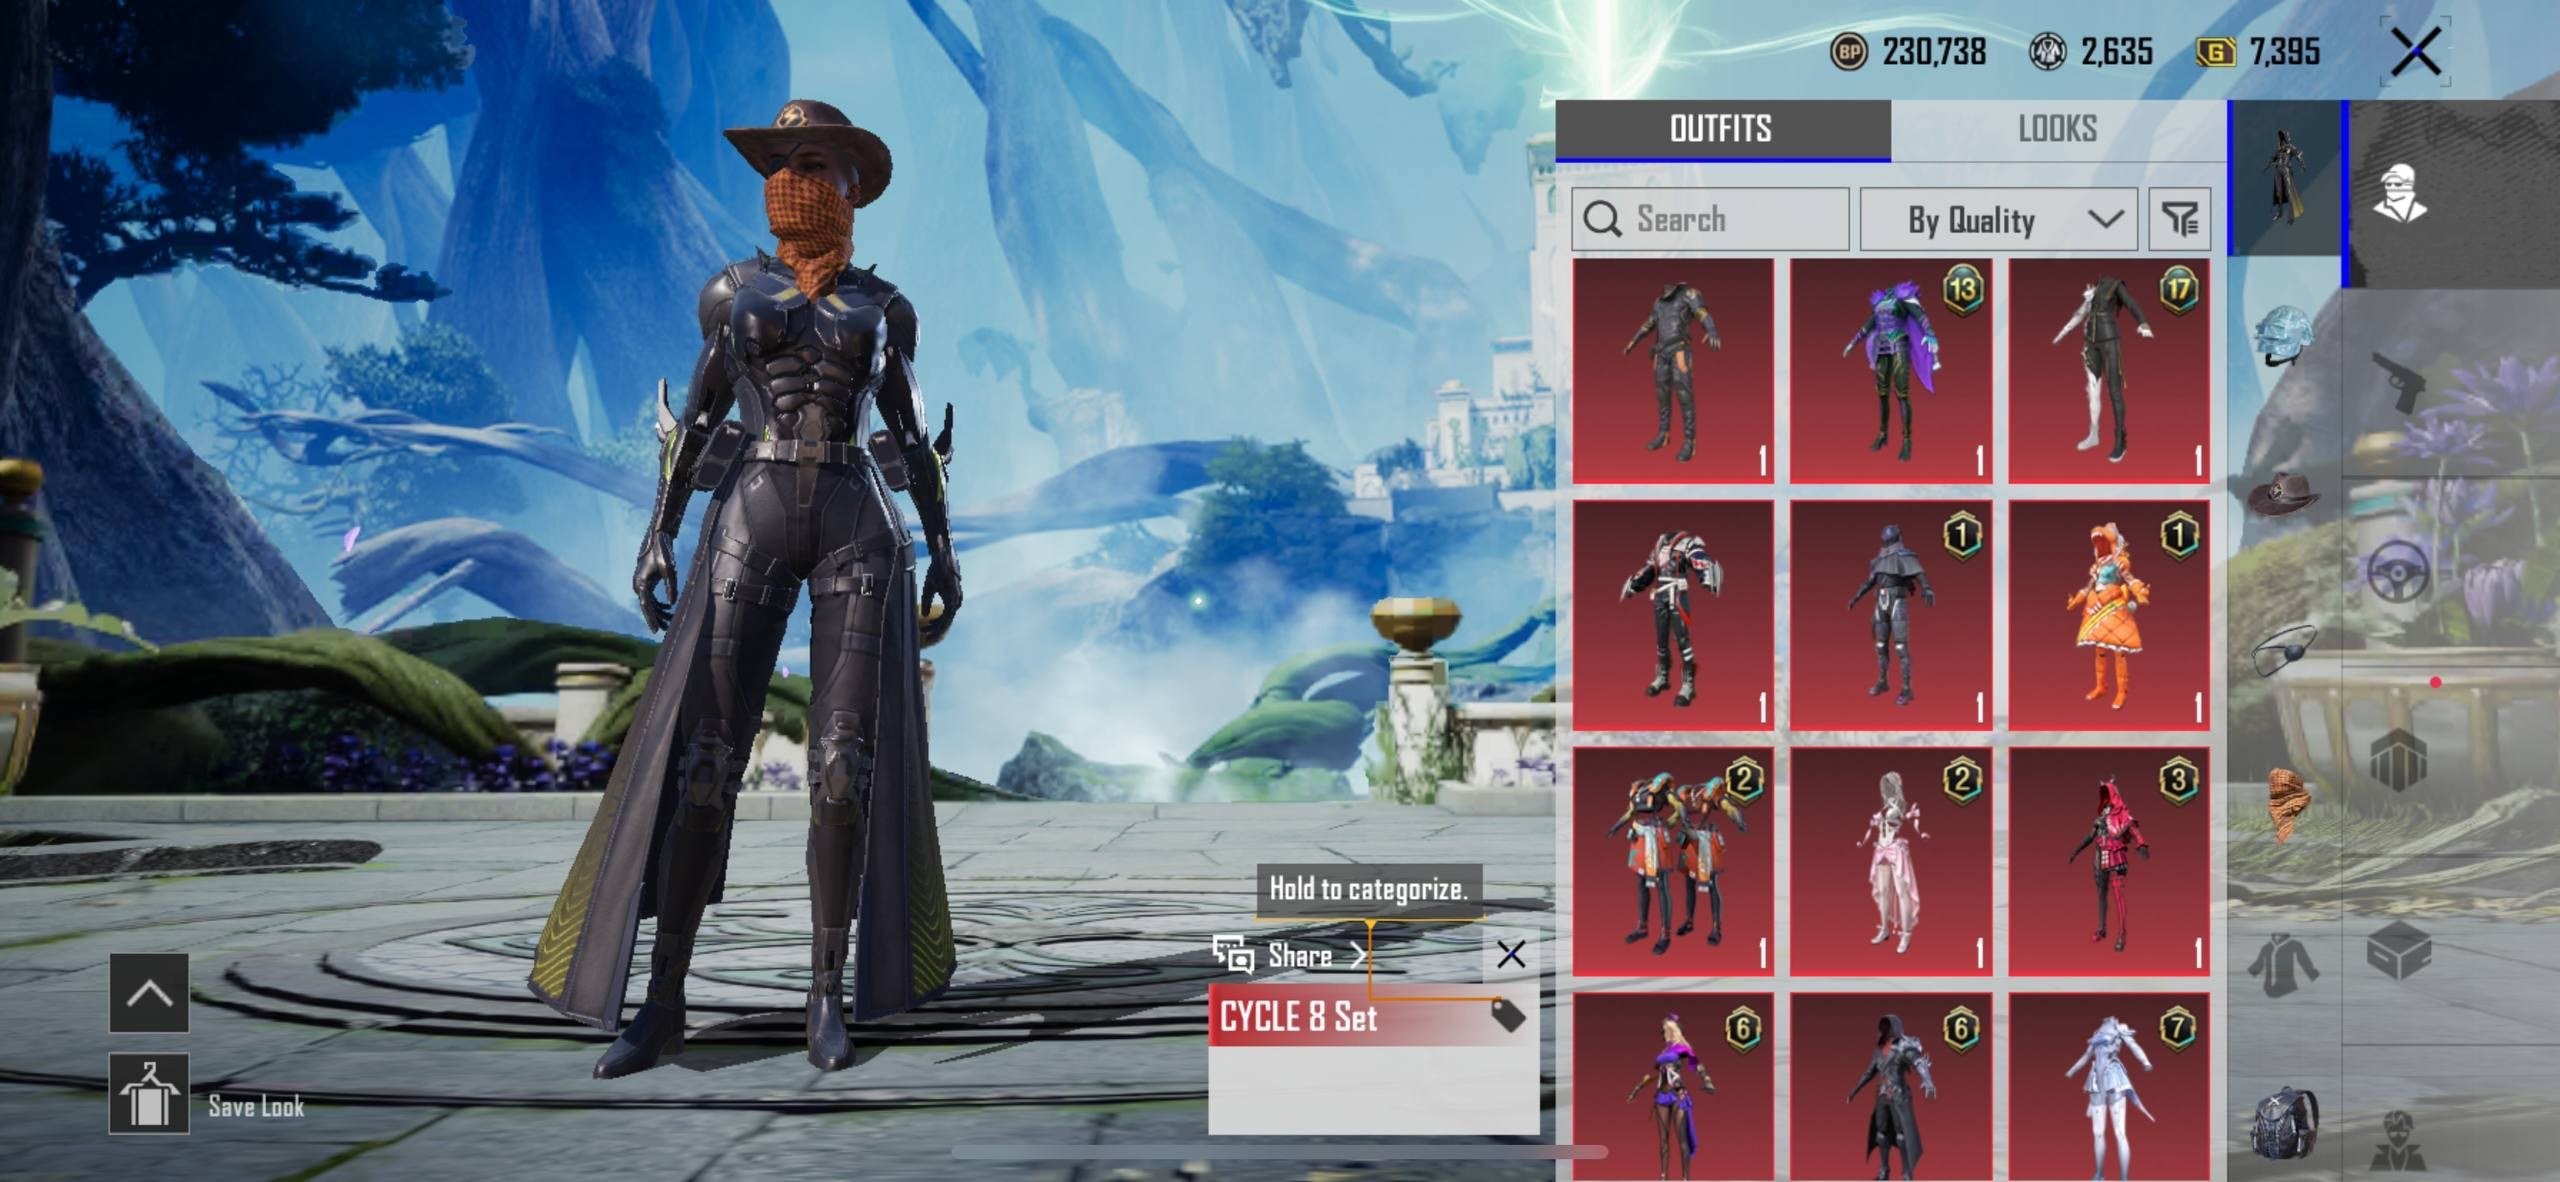 BP 230,738
2,635
G 7,395
OUTFITS
LOOKS
Search
By Quality
1
13
1
17
1
1
1
1
1
1
2
1
2
1
3
1
6
6
7
Hold to categorize.
Share
CYCLE 8 Set
Save Look